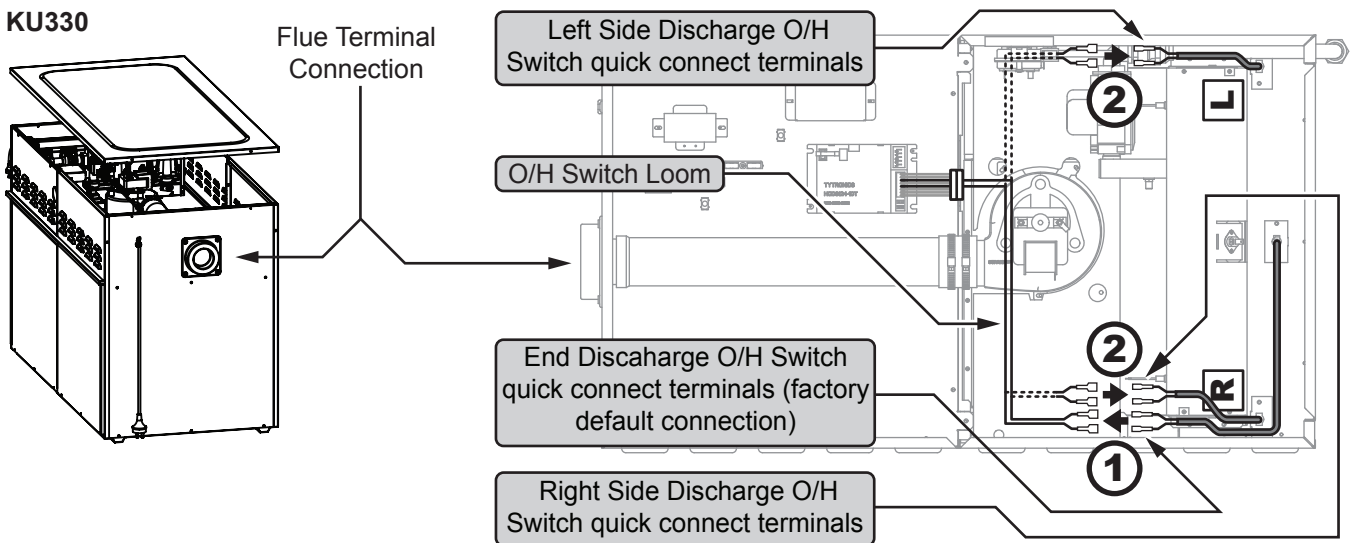 KU330
Flue Terminal
Connection
Left Side Discharge O/H
Switch quick connect terminals
O/H Switch Loom
End Discaharge O/H Switch
quick connect terminals (factory
default connection)
Right Side Discharge O/H
Switch quick connect terminals
2
L
TYTRONICS
2
R
1